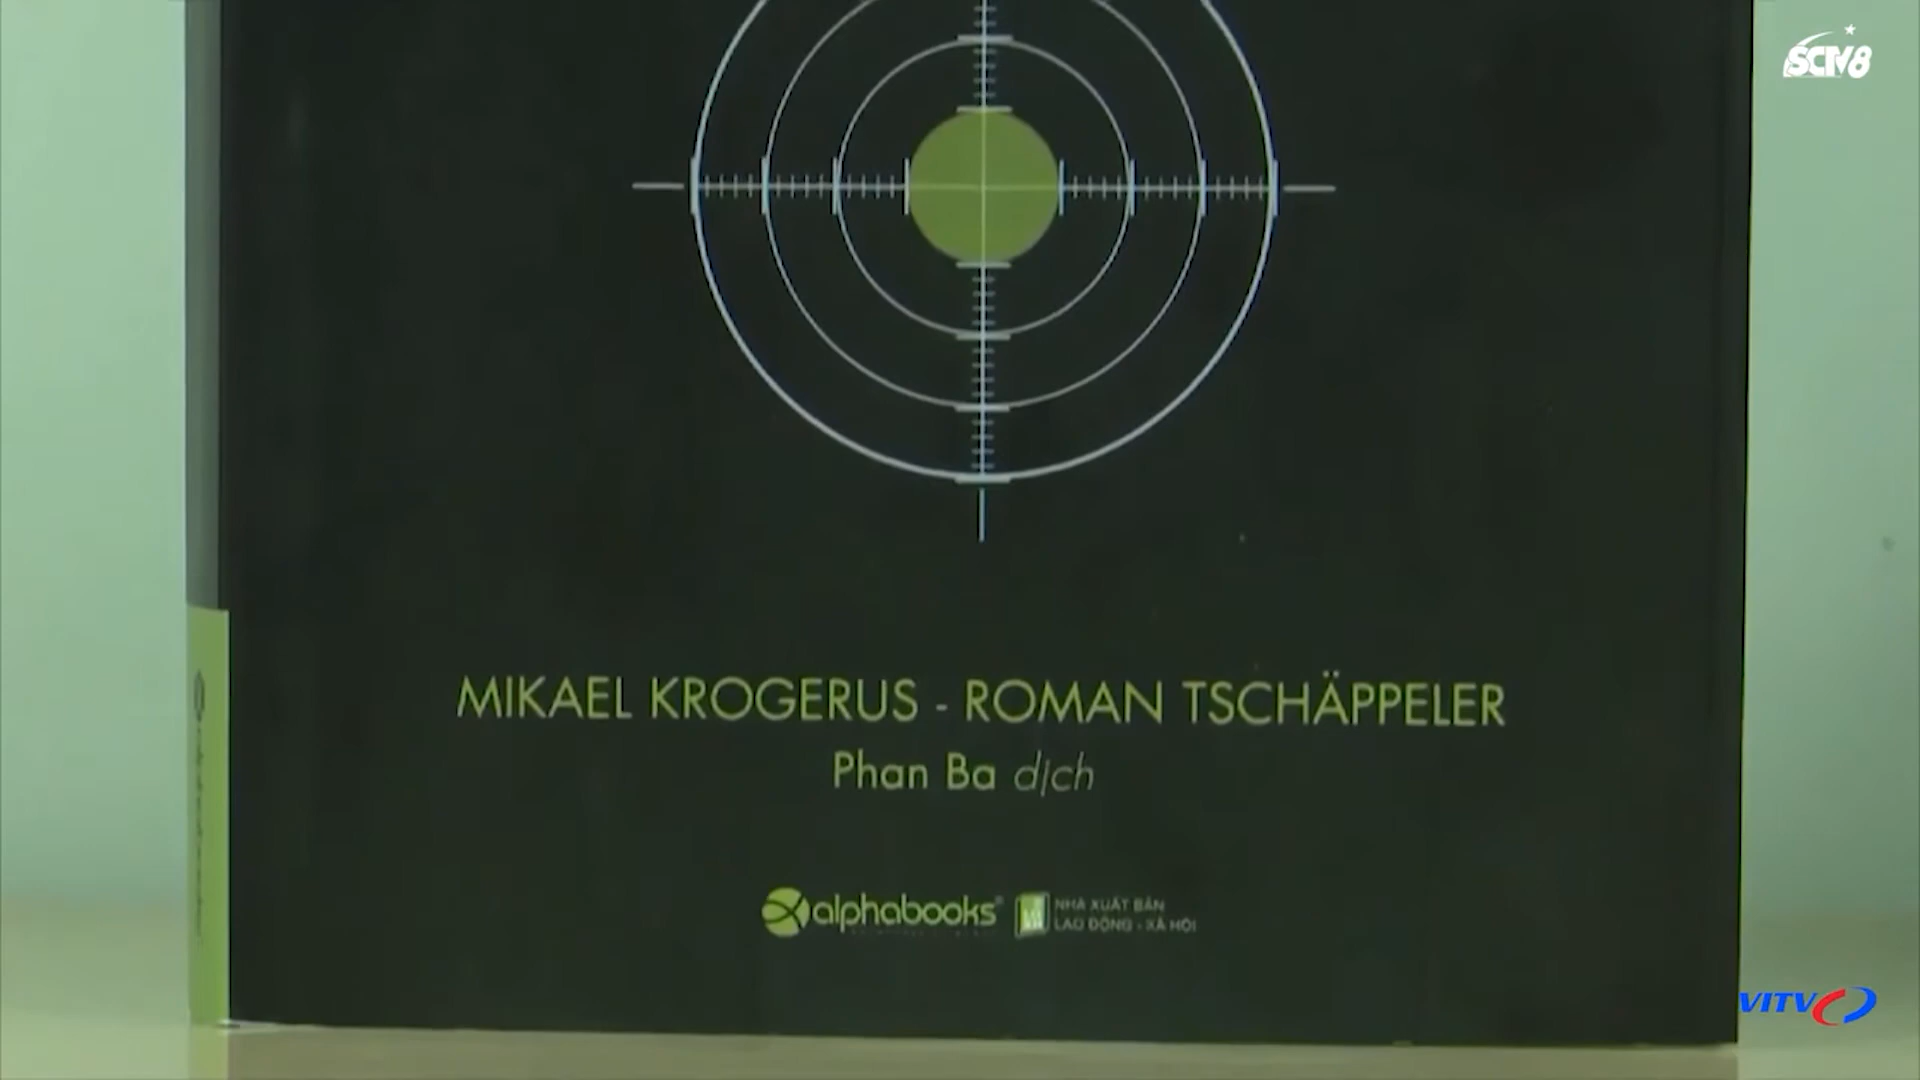 SCTV8
MIKAEL KROGERUS - ROMAN TSCHÄPPELER
Phan Ba dịch
alphabooks®
NHÀ XUẤT BẢN
LAO ĐỘNG - XÃ HỘI
VITV